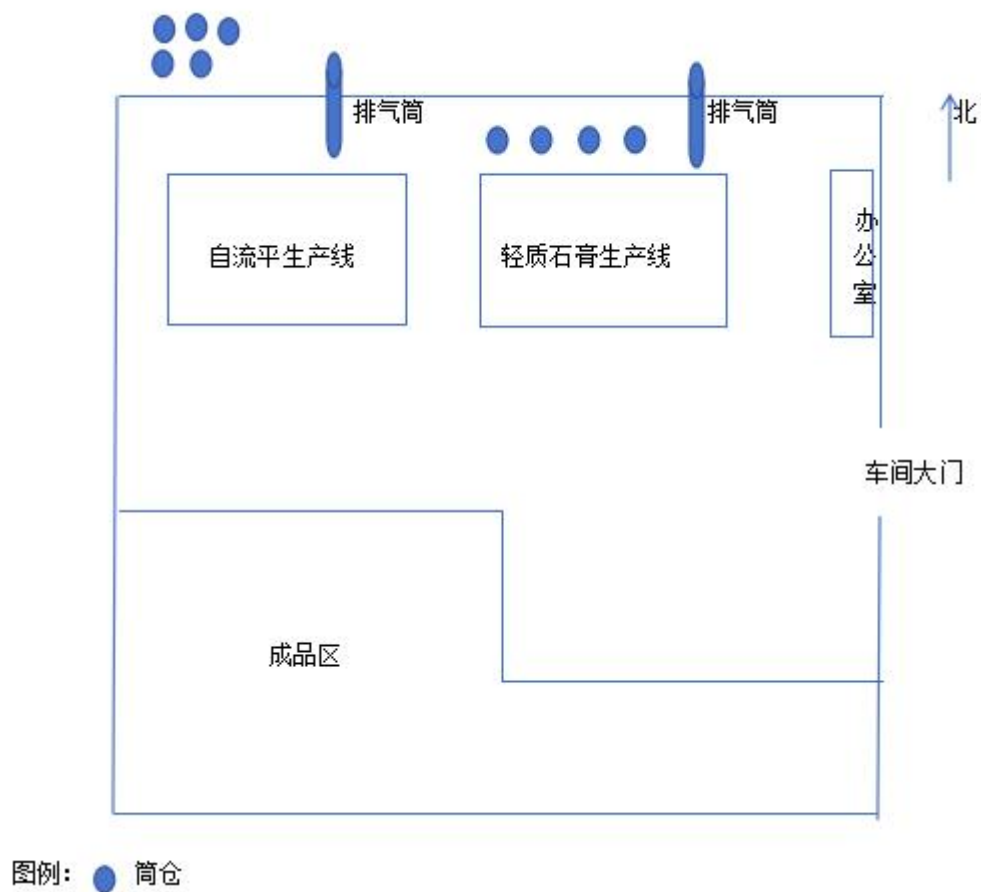 排气筒
排气筒
北
自流平生产线
轻质石膏生产线
办
公
室
车间大门
成品区
图例：
筒仓